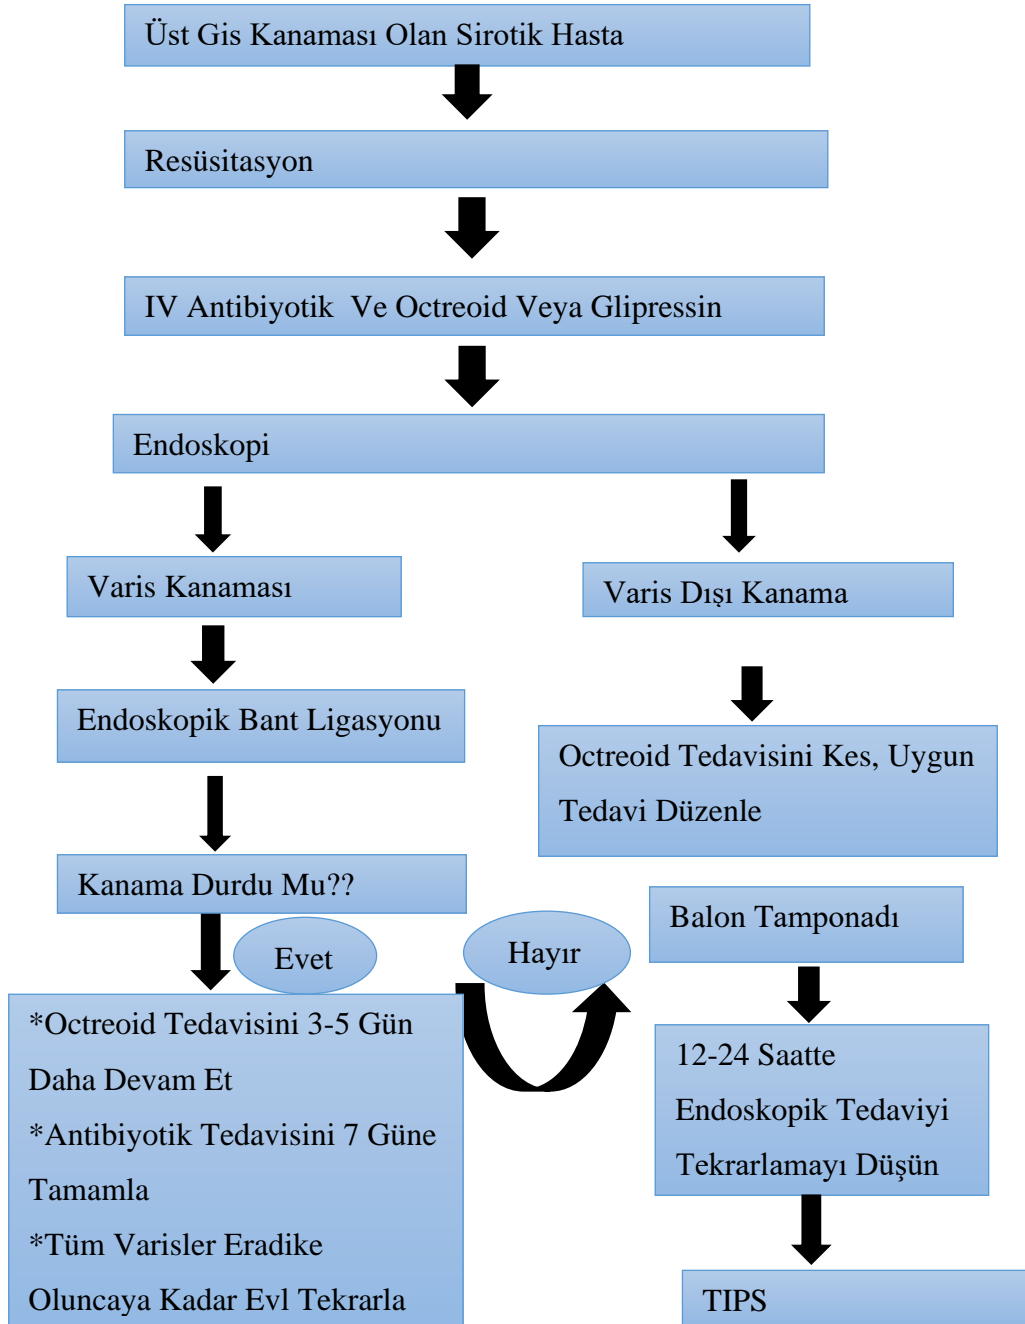 Üst Gis Kanaması Olan Sirotik Hasta
Resüsitasyon
IV Antibiyotik Ve Octreoid Veya Glipressin
Endoskopi
Varis Kanaması
Varis Dışı Kanama
Endoskopik Bant Ligasyonu
Octreoid Tedavisini Kes, Uygun
Tedavi Düzenle
Kanama Durdu Mu??
Evet
Hayır
Balon Tamponadı
*Octreoid Tedavisini 3-5 Gün
Daha Devam Et
*Antibiyotik Tedavisini 7 Güne
Tamamla
*Tüm Varisler Eradike
Oluncaya Kadar Evl Tekrarla
12-24 Saatte
Endoskopik Tedaviyi
Tekrarlamayı Düşün
TIPS